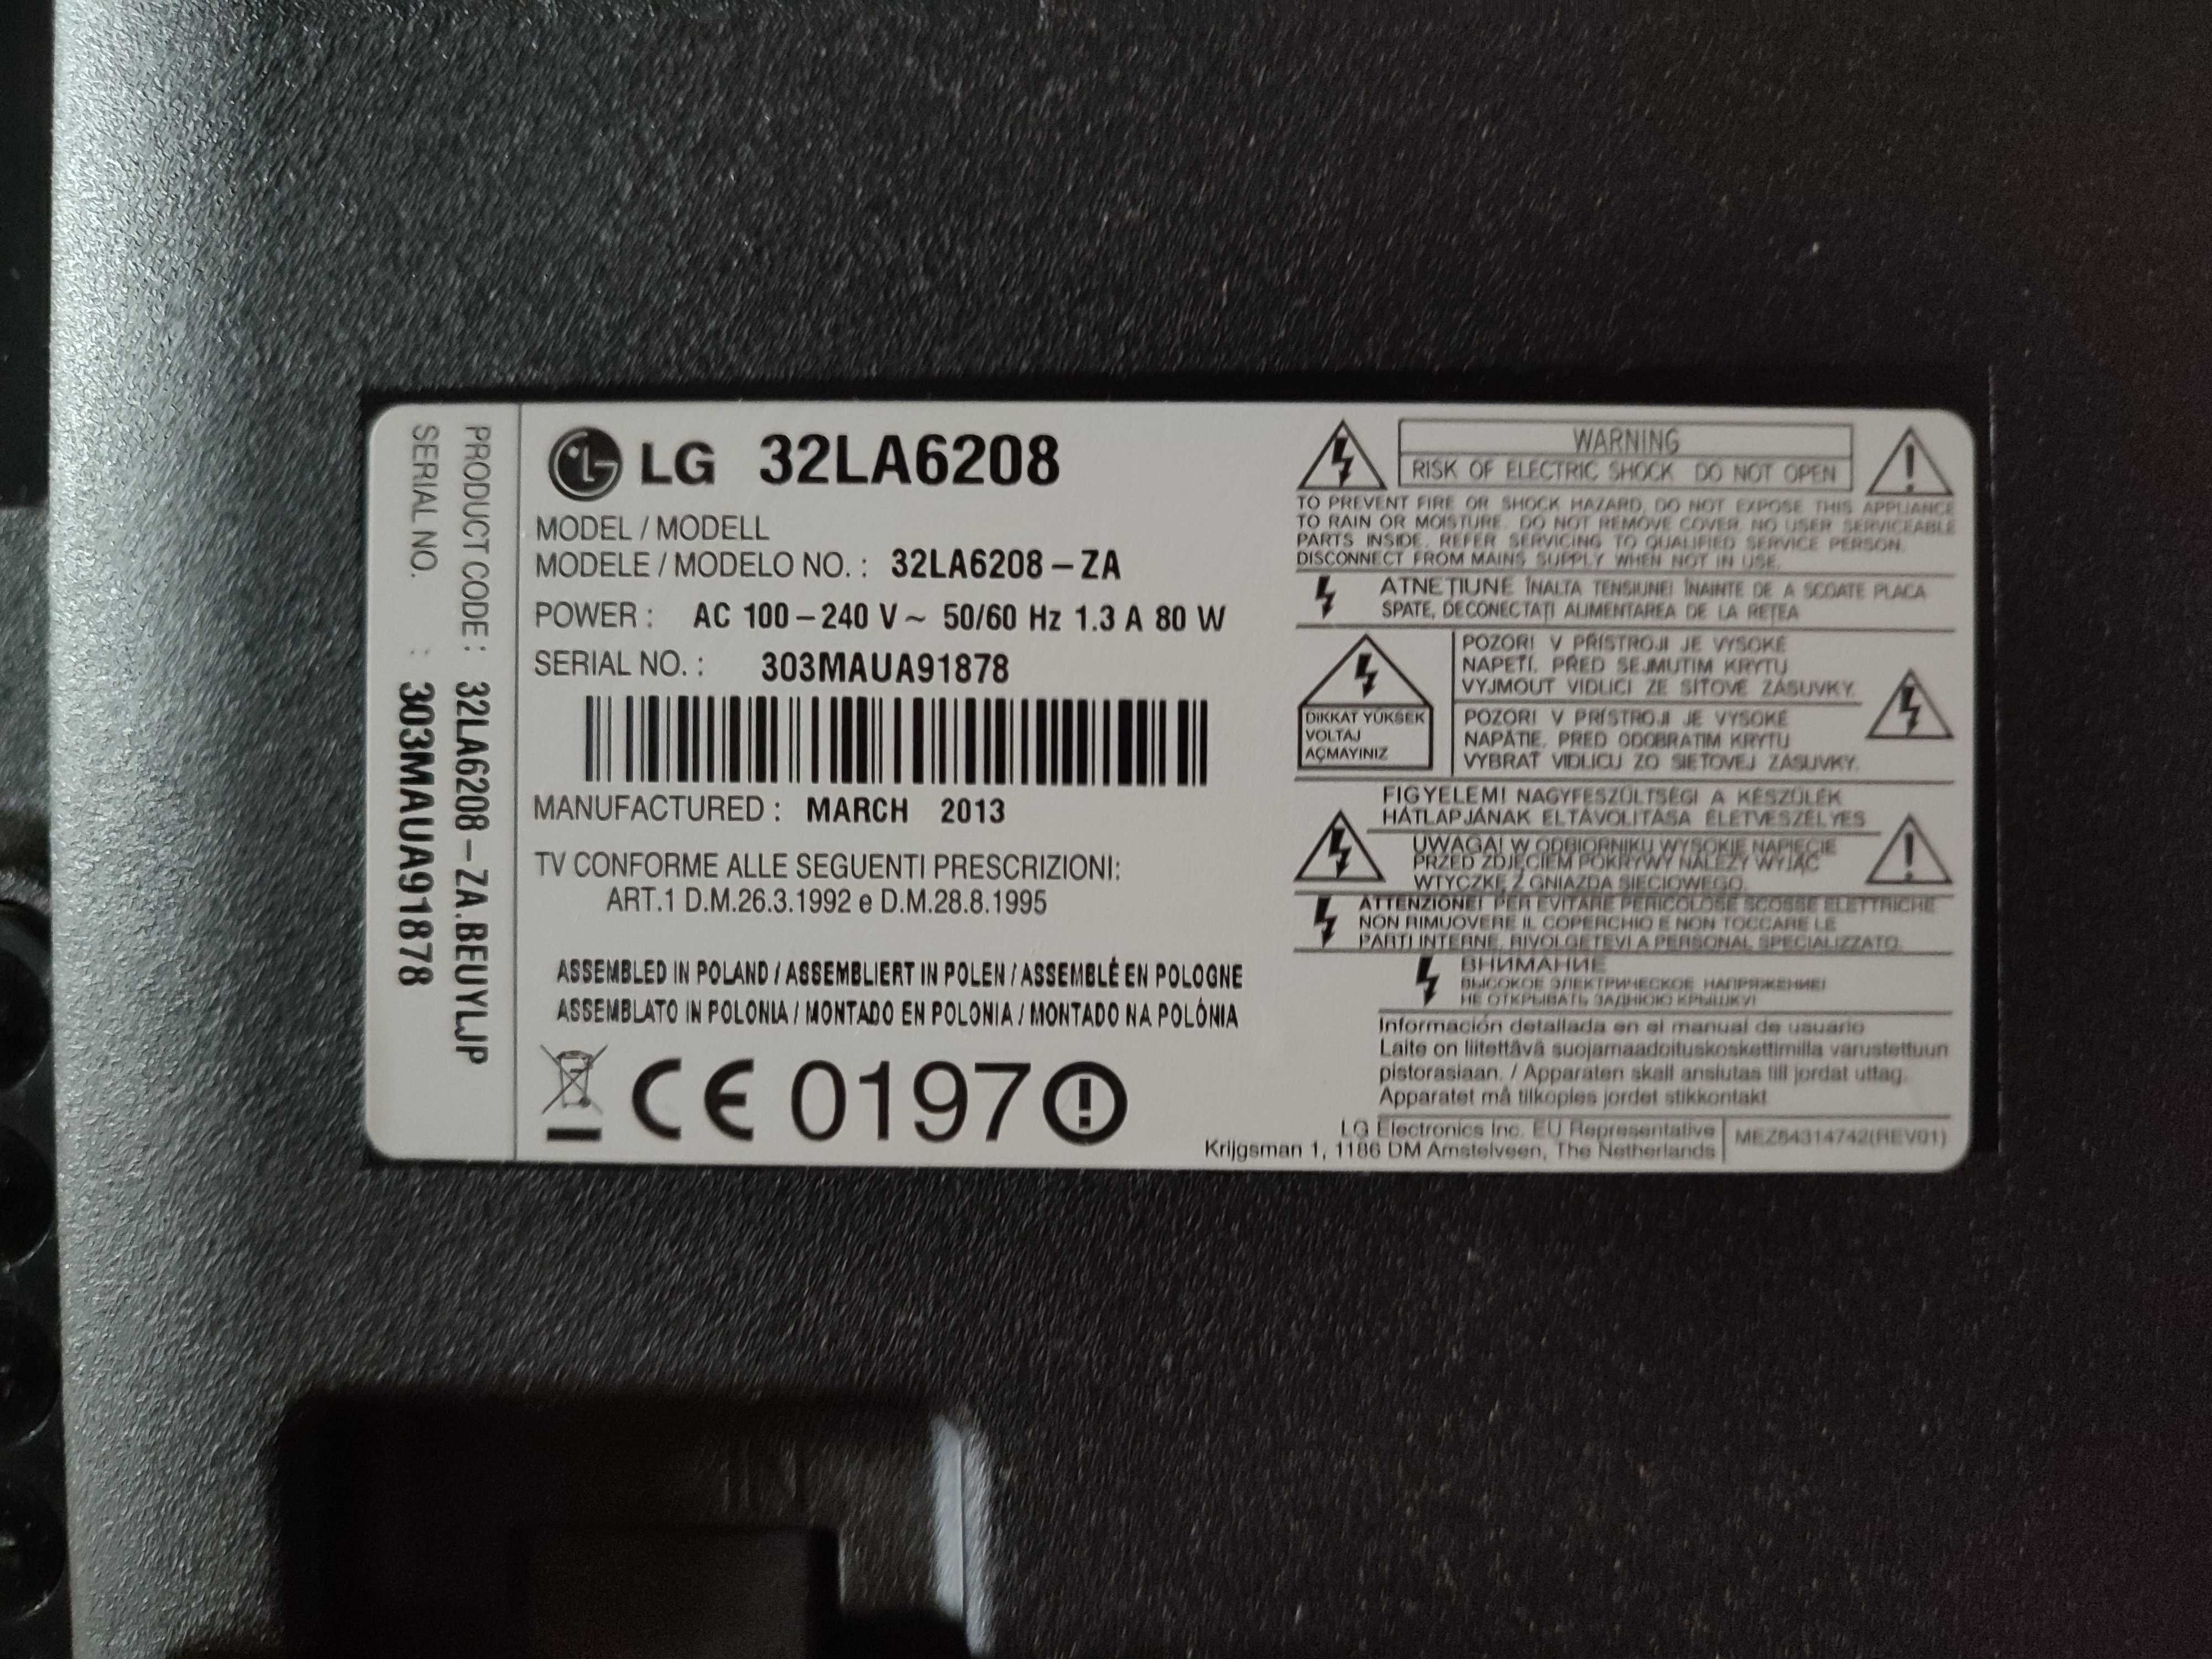 PRODUCT CODE : 32LA6208-ZA.BEUYLJP
SERIAL NO. : 303MAUA91878
LG 32LA6208
MODEL / MODELL
MODELE / MODELO NO. : 32LA6208-ZA
POWER : AC 100-240 V~ 50/60 Hz 1.3 A 80 W
SERIAL NO. : 303MAUA91878
MANUFACTURED : MARCH 2013
TV CONFORME ALLE SEGUENTI PRESCRIZIONI:
ART.1 D.M.26.3.1992 e D.M.28.8.1995
ASSEMBLED IN POLAND / ASSEMBLIERT IN POLEN / ASSEMBLÉ EN POLOGNE
ASSEMBLATO IN POLONIA / MONTADO EN POLONIA / MONTADO NA POLÓNIA
CE 0197
WARNING
RISK OF ELECTRIC SHOCK DO NOT OPEN
TO PREVENT FIRE OR SHOCK HAZARD, DO NOT EXPOSE THIS APPLIANCE
TO RAIN OR MOISTURE. DO NOT REMOVE COVER. NO USER SERVICEABLE
PARTS INSIDE. REFER SERVICING TO QUALIFIED SERVICE PERSON.
DISCONNECT FROM MAINS SUPPLY WHEN NOT IN USE.
ATNEȚIUNE ÎNALTA TENSIUNE! ÎNAINTE DE A SCOATE PLACA
SPATE, DECONECTAȚI ALIMENTAREA DE LA REȚEA
DIKKAT YÜKSEK
VOLTAJ
AÇMAYINIZ
POZOR! V PŘÍSTROJI JE VYSOKÉ
NAPĚTÍ. PŘED SEJMUTIM KRYTU
VYJMOUT VIDLICI ZE SÍŤOVÉ ZÁSUVKY.
POZOR! V PRÍSTROJI JE VYSOKÉ
NAPÄTIE, PRED ODOBRATIM KRYTU
VYBRAŤ VIDLICU ZO SIEŤOVEJ ZÁSUVKY.
FIGYELEM! NAGYFESZÜLTSÉG! A KÉSZÜLÉK
HÁTLAPJÁNAK ELTÁVOLITÁSA ÉLETVESZÉLYES
UWAGA! W ODBIORNIKU WYSOKIE NAPIĘCIE
PRZED ZDJĘCIEM POKRYWY NALEŻY WYJĄĆ
WTYCZKĘ Z GNIAZDA SIECIOWEGO.
ATTENZIONE! PER EVITARE PERICOLOSE SCOSSE ELETTRICHE
NON RIMUOVERE IL COPERCHIO E NON TOCCARE LE
PARTI INTERNE, RIVOLGETEVI A PERSONAL SPECIALIZZATO.
ВНИМАНИЕ
ВЫСОКОЕ ЭЛЕКТРИЧЕСКОЕ НАПРЯЖЕНИЕ!
НЕ ОТКРЫВАТЬ ЗАДНЮЮ КРЫШКУ!
Información detallada en el manual de usuario
Laite on liitettävä suojamaadoituskoskettimilla varustettuun
pistorasiaan. / Apparaten skall anslutas till jordat uttag.
Apparatet må tilkoples jordet stikkontakt
LG Electronics Inc. EU Representative
Krijgsman 1, 1186 DM Amstelveen, The Netherlands
MEZ64314742(REV01)